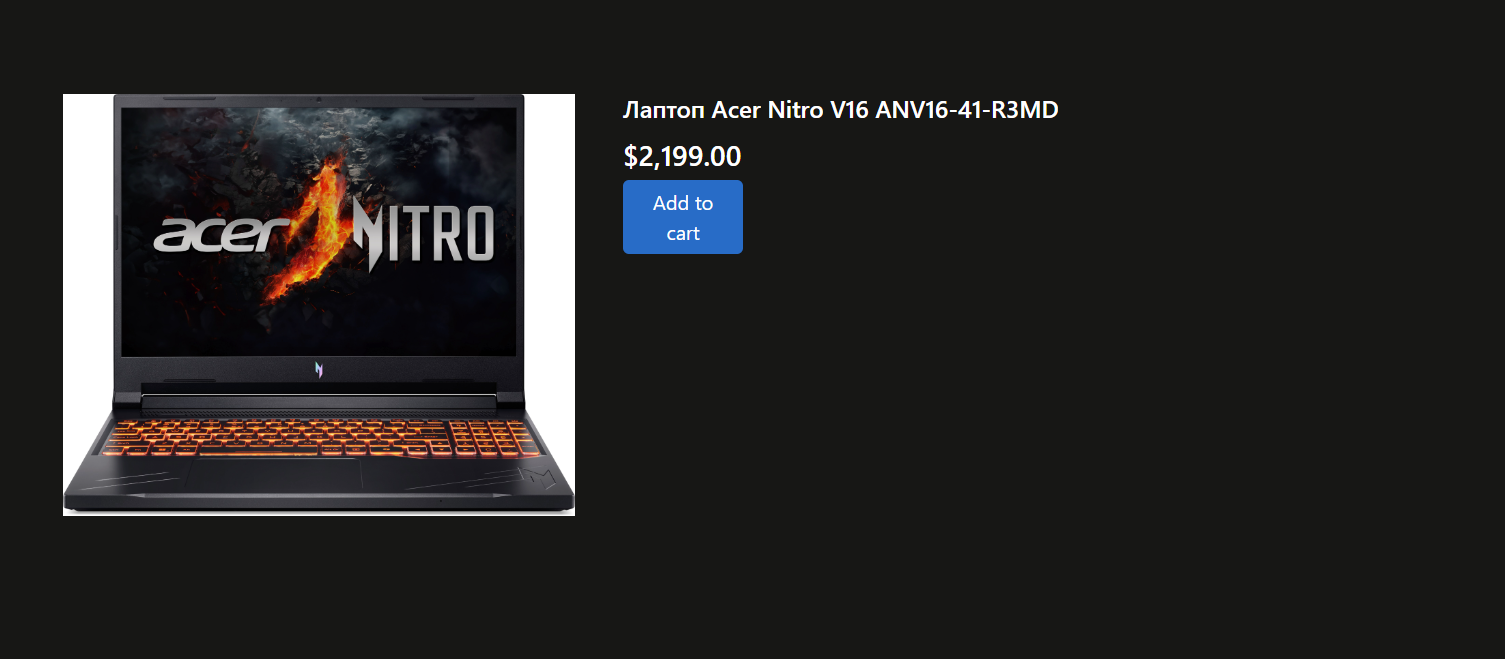 acer NITRO
Лаптоп Acer Nitro V16 ANV16-41-R3MD
$2,199.00
Add to
cart